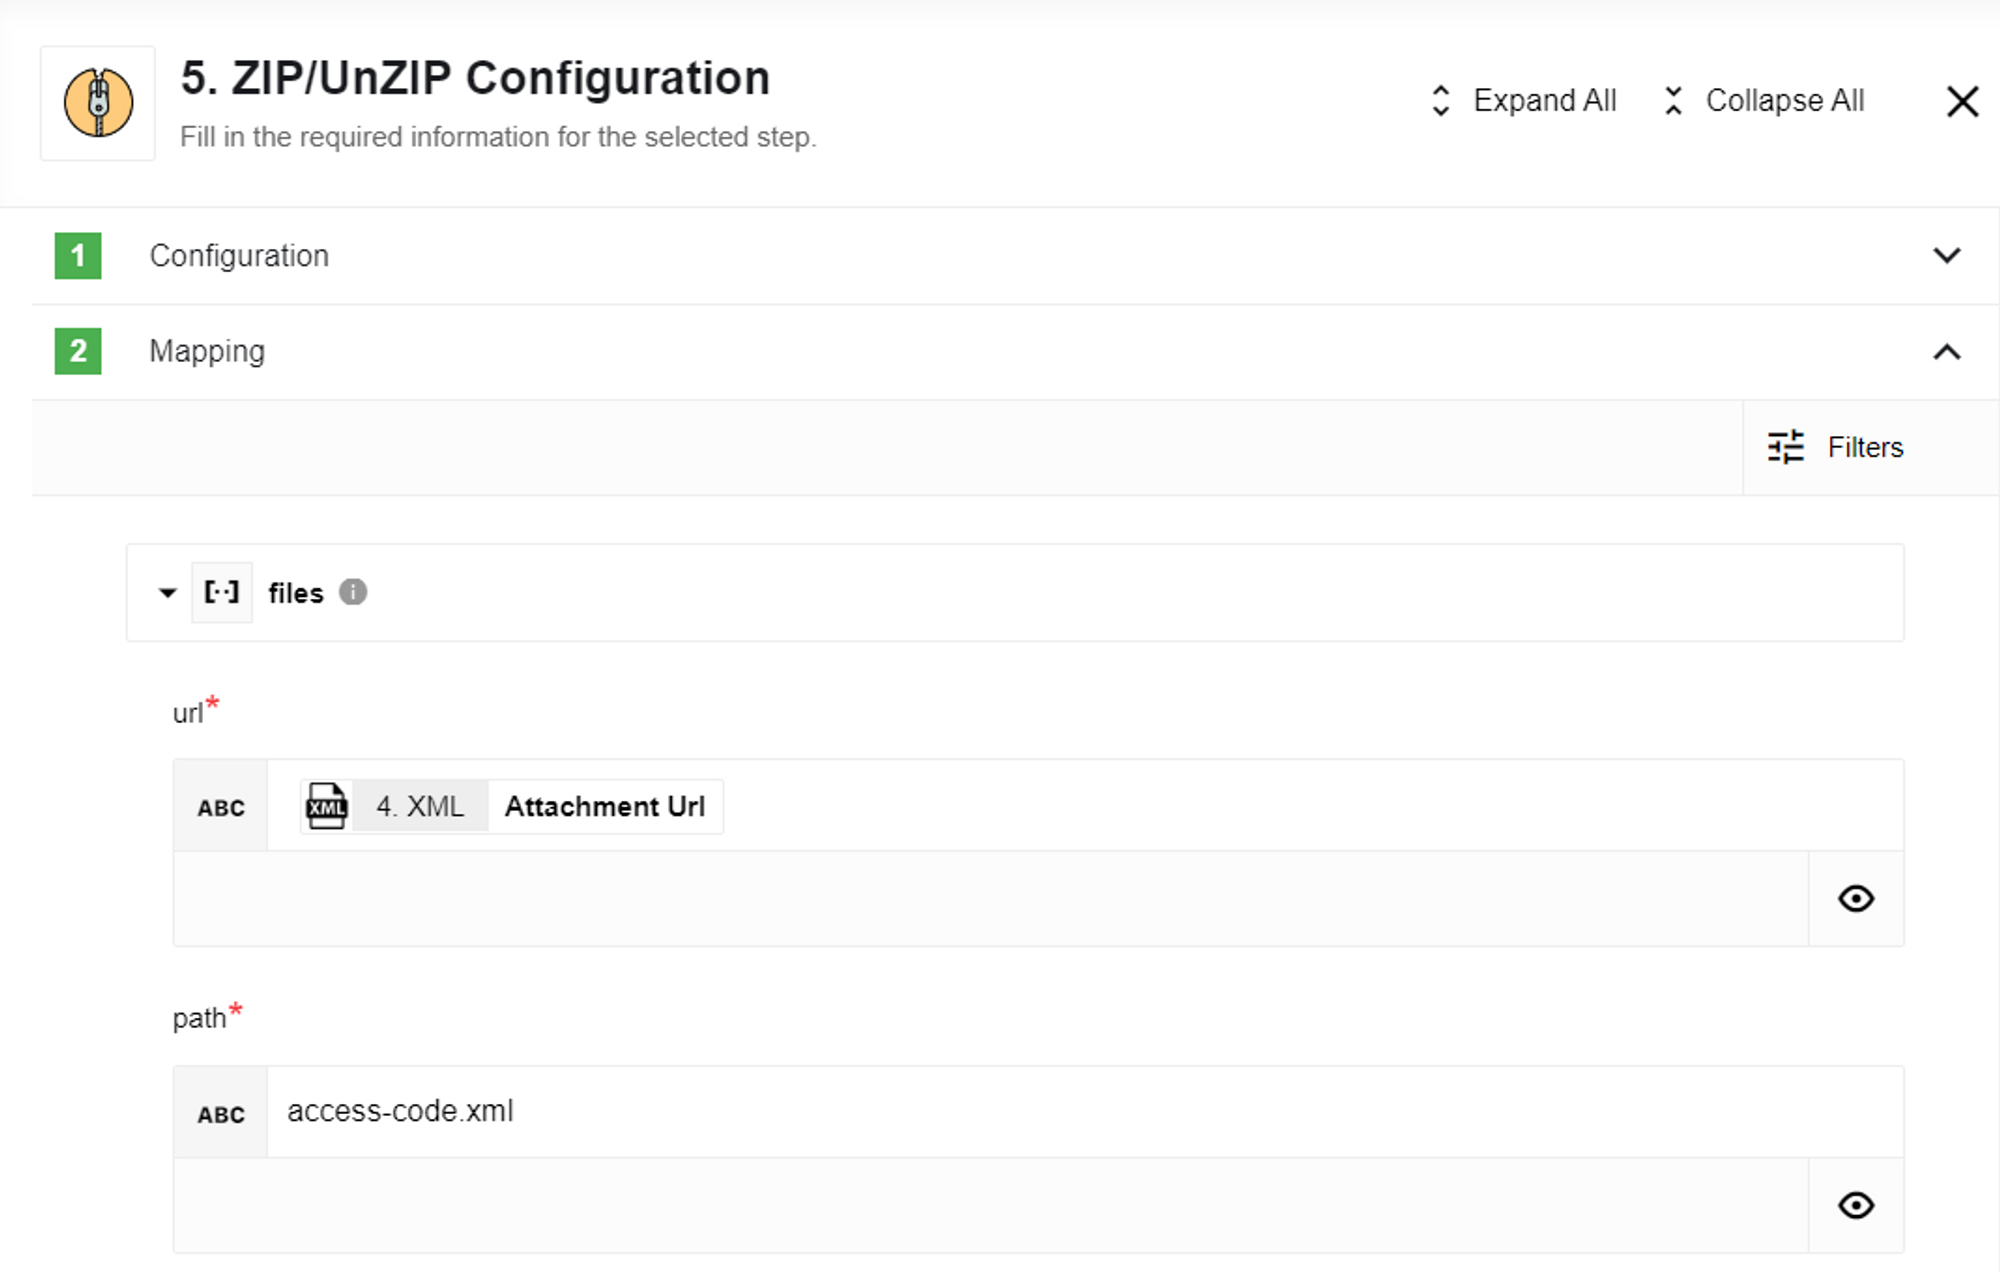 5. ZIP/UnZIP Configuration
Fill in the required information for the selected step.
Expand All
Collapse All
1 Configuration
2 Mapping
Filters
[··] files i
url*
ABC XML 4. XML Attachment Url
path*
ABC access-code.xml